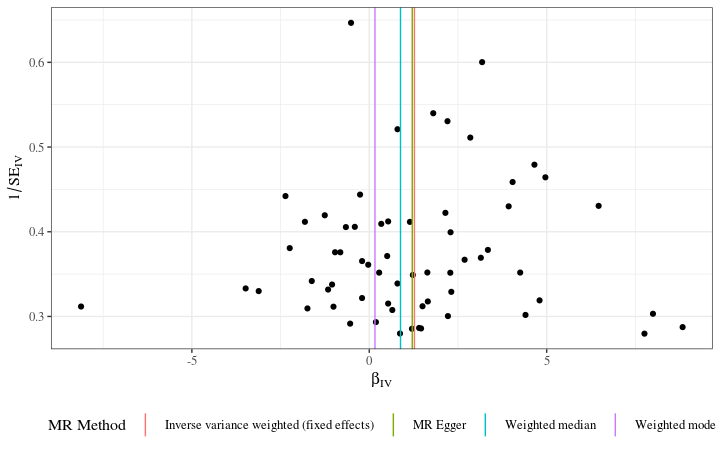 0.6
0.5
0.4
0.3
1/SE_IV
-5 0 5
β_IV
MR Method Inverse variance weighted (fixed effects) MR Egger Weighted median Weighted mode